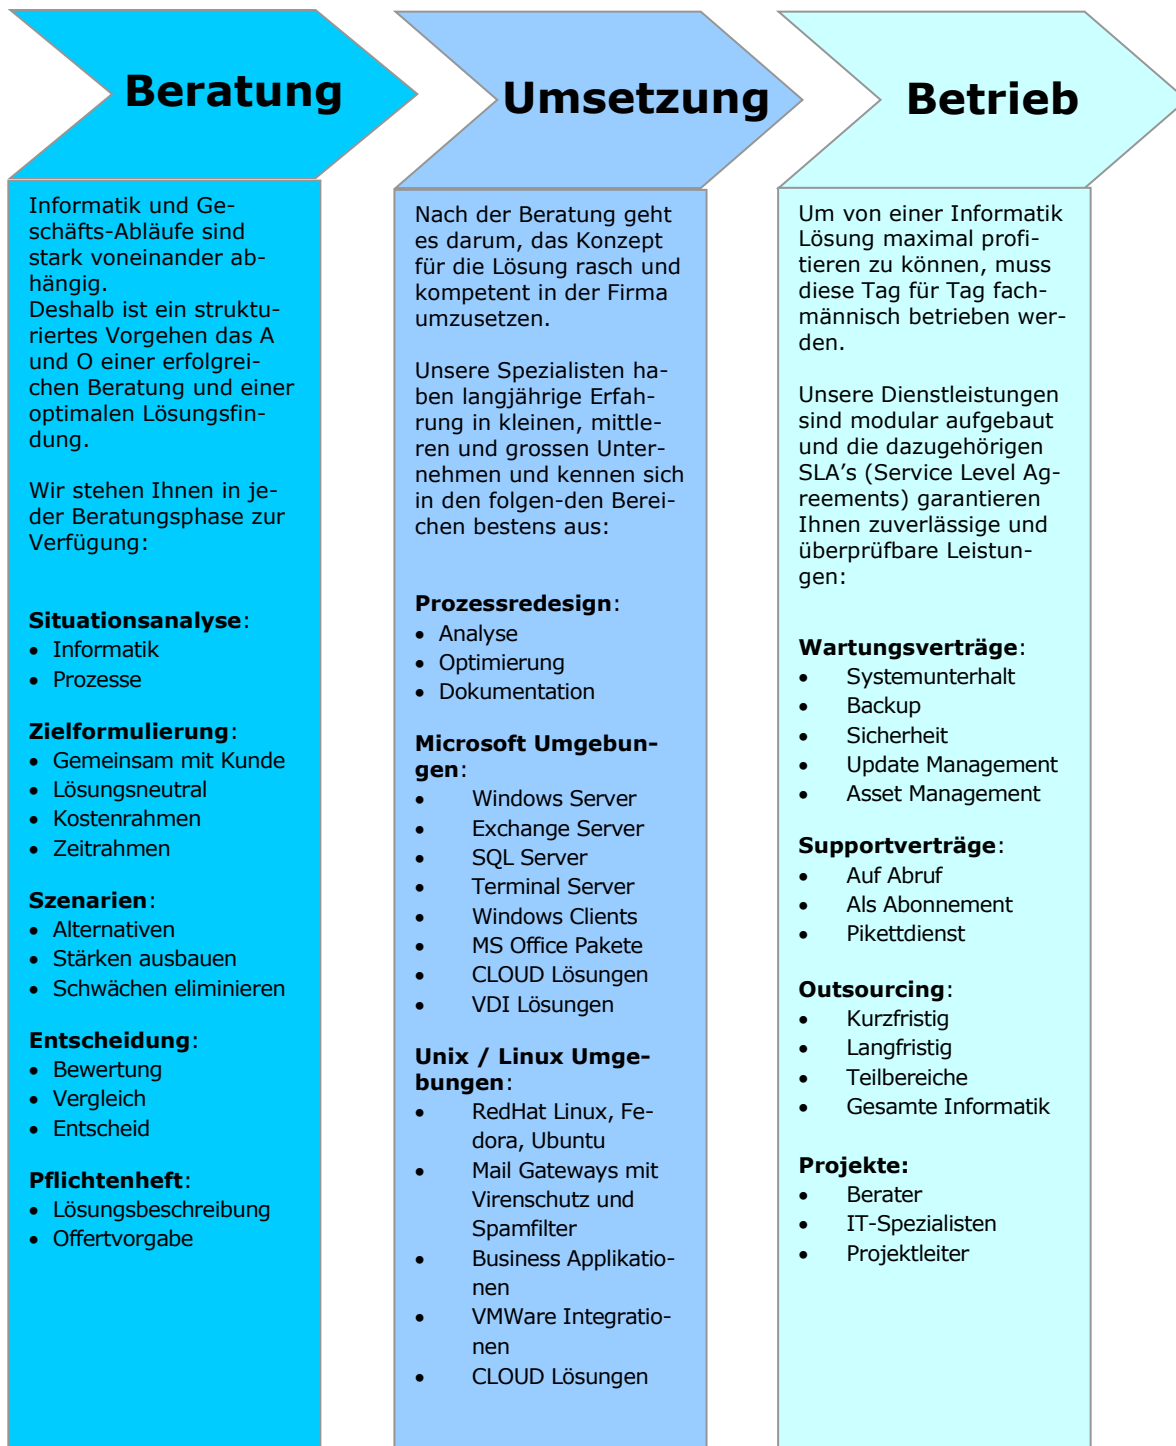 Beratung
Informatik und Ge-
schäfts-Abläufe sind
stark voneinander ab-
hängig.
Deshalb ist ein struktu-
riertes Vorgehen das A
und O einer erfolgrei-
chen Beratung und einer
optimalen Lösungsfin-
dung.
Wir stehen Ihnen in je-
der Beratungsphase zur
Verfügung:
Situationsanalyse:
• Informatik
• Prozesse
Zielformulierung:
• Gemeinsam mit Kunde
• Lösungsneutral
• Kostenrahmen
• Zeitrahmen
Szenarien:
• Alternativen
• Stärken ausbauen
• Schwächen eliminieren
Entscheidung:
• Bewertung
• Vergleich
• Entscheid
Pflichtenheft:
• Lösungsbeschreibung
• Offertvorgabe
Umsetzung
Nach der Beratung geht
es darum, das Konzept
für die Lösung rasch und
kompetent in der Firma
umzusetzen.
Unsere Spezialisten ha-
ben langjährige Erfah-
rung in kleinen, mittle-
ren und grossen Unter-
nehmen und kennen sich
in den folgen-den Berei-
chen bestens aus:
Prozessredesign:
• Analyse
• Optimierung
• Dokumentation
Microsoft Umgebun-
gen:
• Windows Server
• Exchange Server
• SQL Server
• Terminal Server
• Windows Clients
• MS Office Pakete
• CLOUD Lösungen
• VDI Lösungen
Unix / Linux Umge-
bungen:
• RedHat Linux, Fe-
dora, Ubuntu
• Mail Gateways mit
Virenschutz und
Spamfilter
• Business Applikatio-
nen
• VMWare Integratio-
nen
• CLOUD Lösungen
Betrieb
Um von einer Informatik
Lösung maximal profi-
tieren zu können, muss
diese Tag für Tag fach-
männisch betrieben wer-
den.
Unsere Dienstleistungen
sind modular aufgebaut
und die dazugehörigen
SLA’s (Service Level Ag-
reements) garantieren
Ihnen zuverlässige und
überprüfbare Leistun-
gen:
Wartungsverträge:
• Systemunterhalt
• Backup
• Sicherheit
• Update Management
• Asset Management
Supportverträge:
• Auf Abruf
• Als Abonnement
• Pikettdienst
Outsourcing:
• Kurzfristig
• Langfristig
• Teilbereiche
• Gesamte Informatik
Projekte:
• Berater
• IT-Spezialisten
• Projektleiter